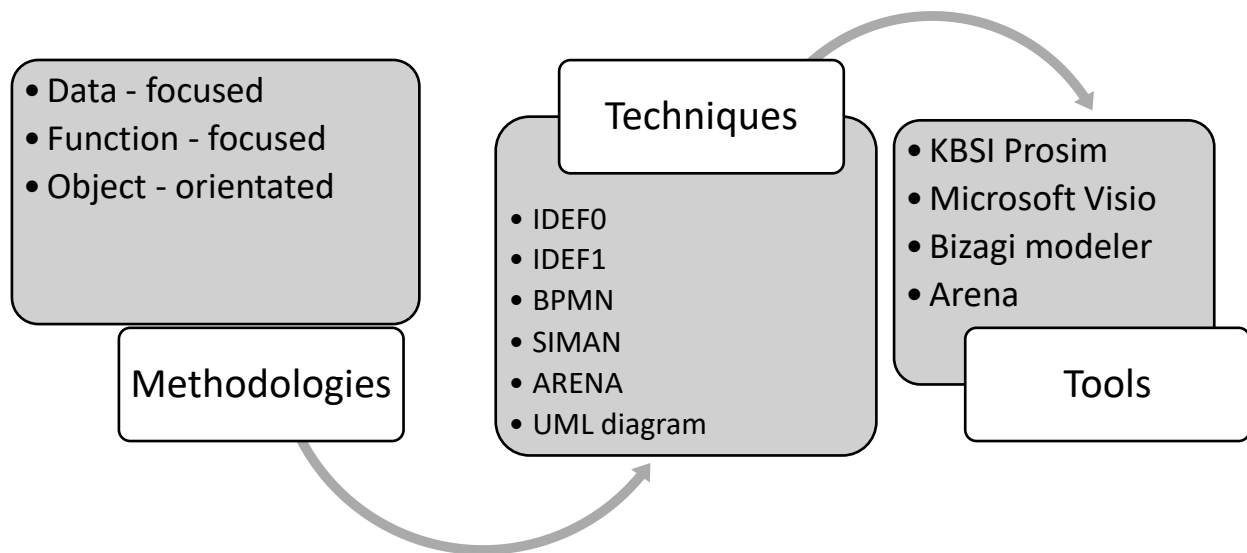 • Data - focused
• Function - focused
• Object - orientated
Methodologies
Techniques
• IDEF0
• IDEF1
• BPMN
• SIMAN
• ARENA
• UML diagram
• KBSI Prosim
• Microsoft Visio
• Bizagi modeler
• Arena
Tools